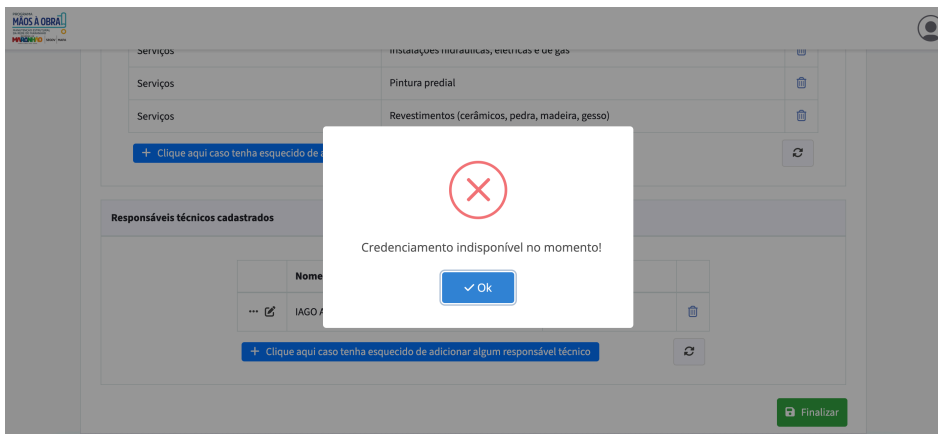 MÃOS À OBRA
Serviços
Instalações hidráulicas, elétricas e de gás
Serviços
Pintura predial
Serviços
Revestimentos (cerâmicos, pedra, madeira, gesso)
+ Clique aqui caso tenha esquecido de
Responsáveis técnicos cadastrados
Credenciamento indisponível no momento!
Ok
Nome
IAGO A
+ Clique aqui caso tenha esquecido de adicionar algum responsável técnico
Finalizar